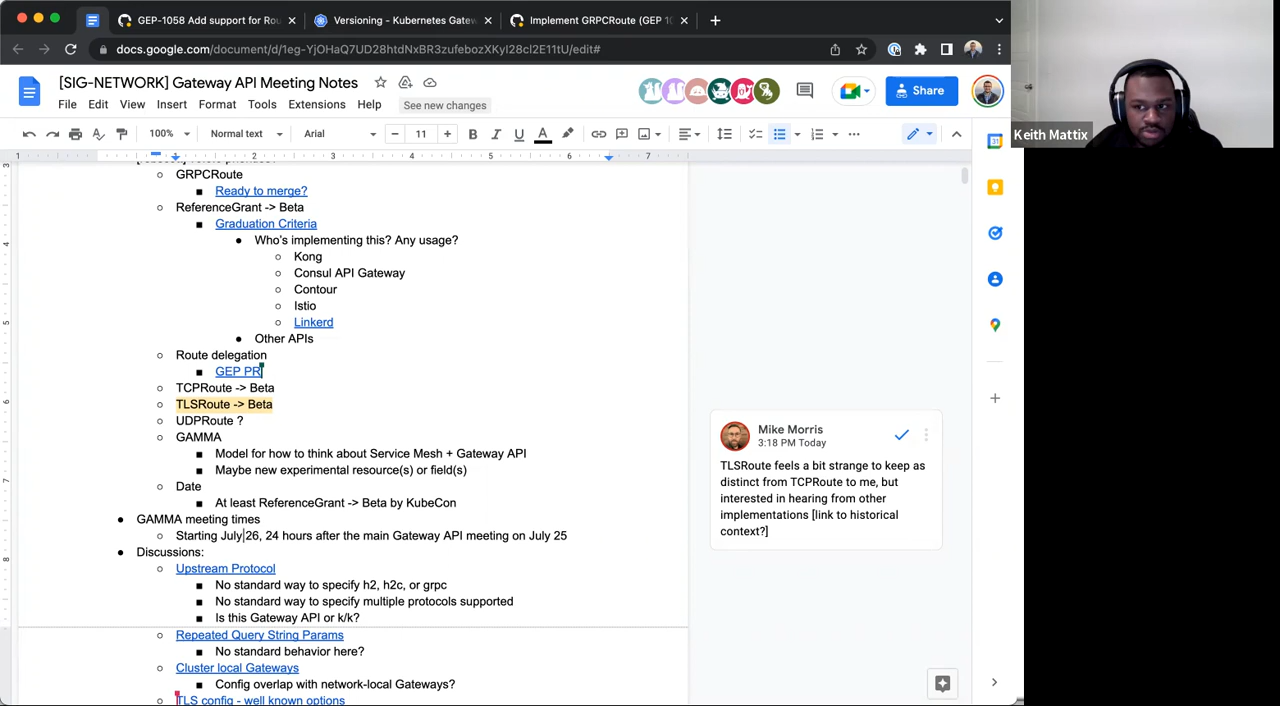 GEP-1058 Add support for Rou
Versioning - Kubernetes Gatew
Implement GRPCRoute (GEP 10
docs.google.com/document/d/1eg-YjOHaQ7UD28htdNxBR3zufebozXKyI28cl2E11tU/edit#
[SIG-NETWORK] Gateway API Meeting Notes
File Edit View Insert Format Tools Extensions Help See new changes
Share
100% Normal text Arial 11
1 2 3 4 5 6 7
GRPCRoute
Ready to merge?
ReferenceGrant -> Beta
Graduation Criteria
Who's implementing this? Any usage?
Kong
Consul API Gateway
Contour
Istio
Linkerd
Other APIs
Route delegation
GEP PR
TCPRoute -> Beta
TLSRoute -> Beta
UDPRoute ?
GAMMA
Model for how to think about Service Mesh + Gateway API
Maybe new experimental resource(s) or field(s)
Date
At least ReferenceGrant -> Beta by KubeCon
GAMMA meeting times
Starting July 26, 24 hours after the main Gateway API meeting on July 25
Discussions:
Upstream Protocol
No standard way to specify h2, h2c, or grpc
No standard way to specify multiple protocols supported
Is this Gateway API or k/k?
Repeated Query String Params
No standard behavior here?
Cluster local Gateways
Config overlap with network-local Gateways?
TLS config - well known options
Mike Morris
3:18 PM Today
TLSRoute feels a bit strange to keep as
distinct from TCPRoute to me, but
interested in hearing from other
implementations [link to historical
context?]
Keith Mattix